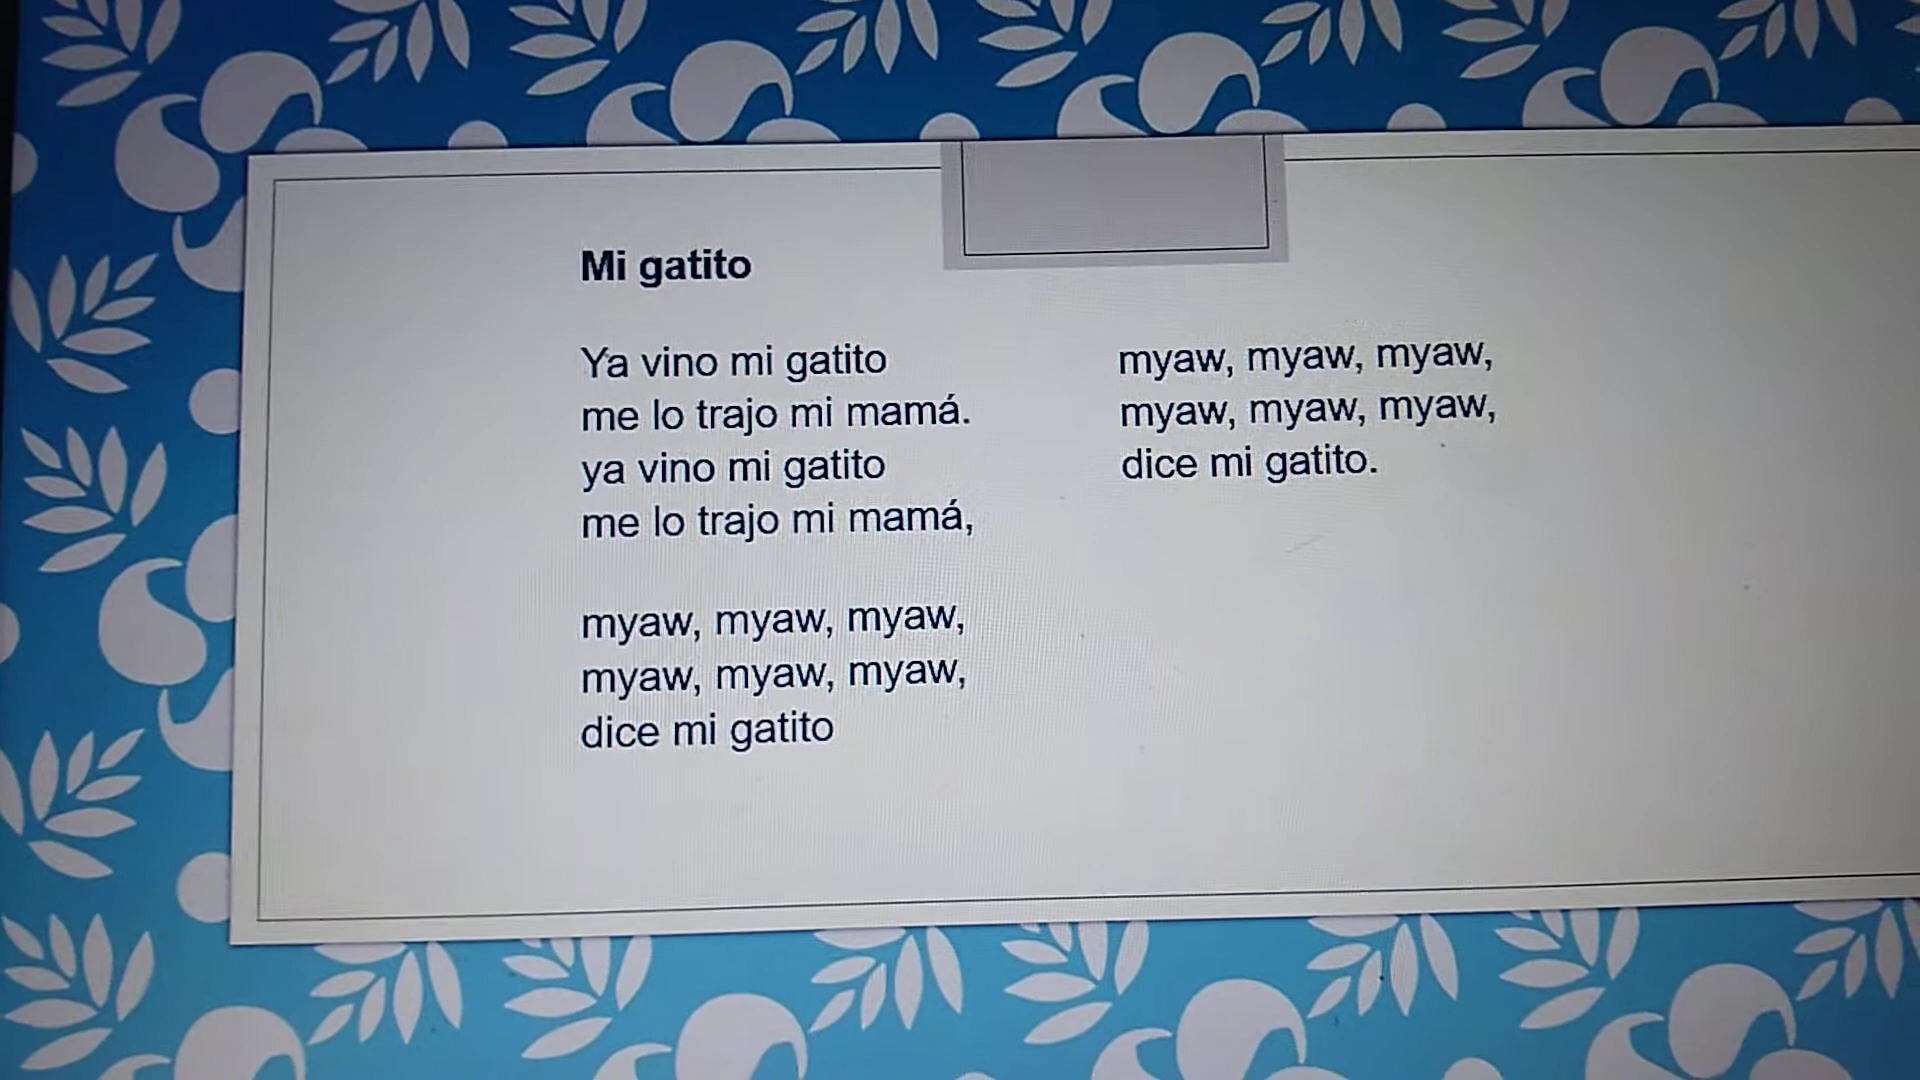 Mi gatito
Ya vino mi gatito
me lo trajo mi mamá.
ya vino mi gatito
me lo trajo mi mamá,
myaw, myaw, myaw,
myaw, myaw, myaw,
dice mi gatito
myaw, myaw, myaw,
myaw, myaw, myaw,
dice mi gatito.